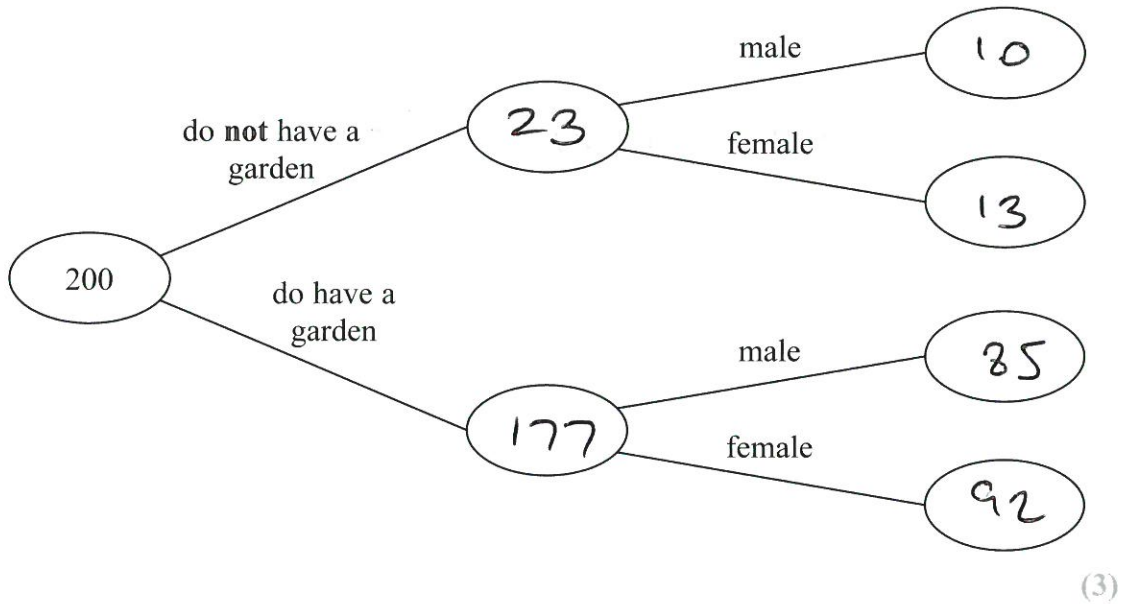 male
10
do not have a
garden
23
female
13
200
do have a
garden
male
85
177
female
92
(3)